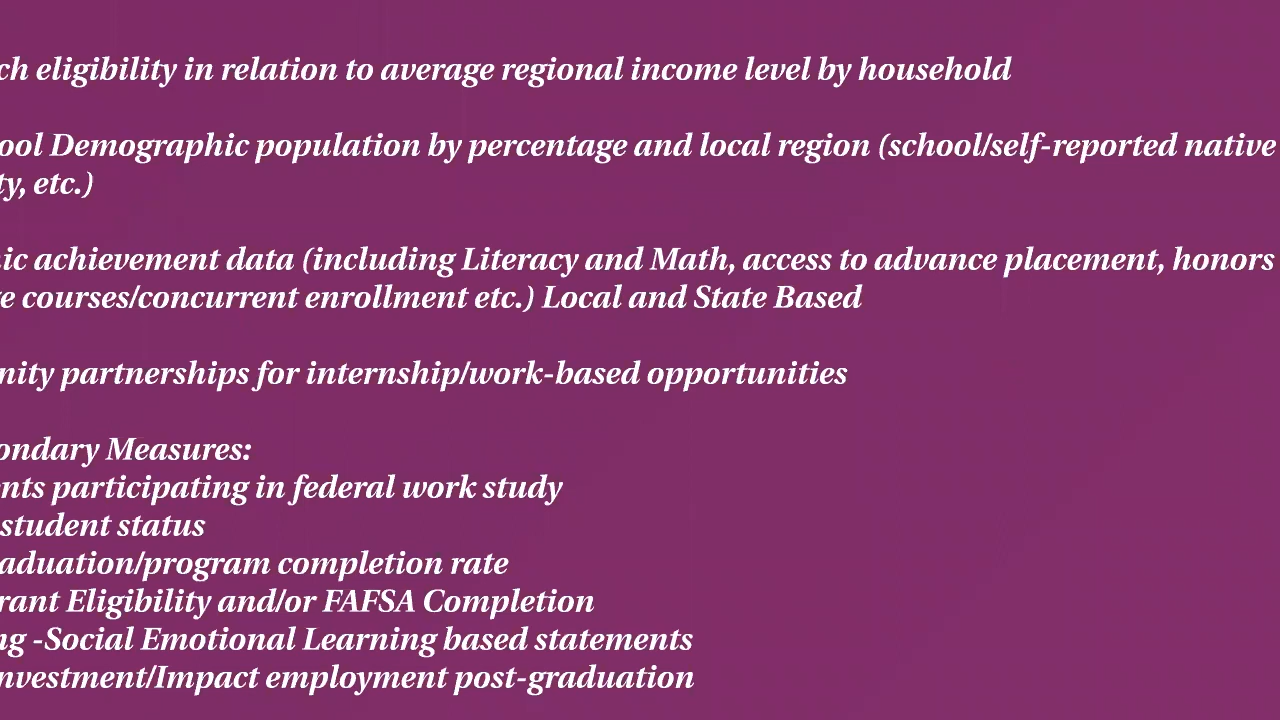 ch eligibility in relation to average regional income level by household
ool Demographic population by percentage and local region (school/self-reported native
ty, etc.)
ic achievement data (including Literacy and Math, access to advance placement, honors
e courses/concurrent enrollment etc.) Local and State Based
nity partnerships for internship/work-based opportunities
ondary Measures:
nts participating in federal work study
student status
aduation/program completion rate
rant Eligibility and/or FAFSA Completion
ng -Social Emotional Learning based statements
nvestment/Impact employment post-graduation